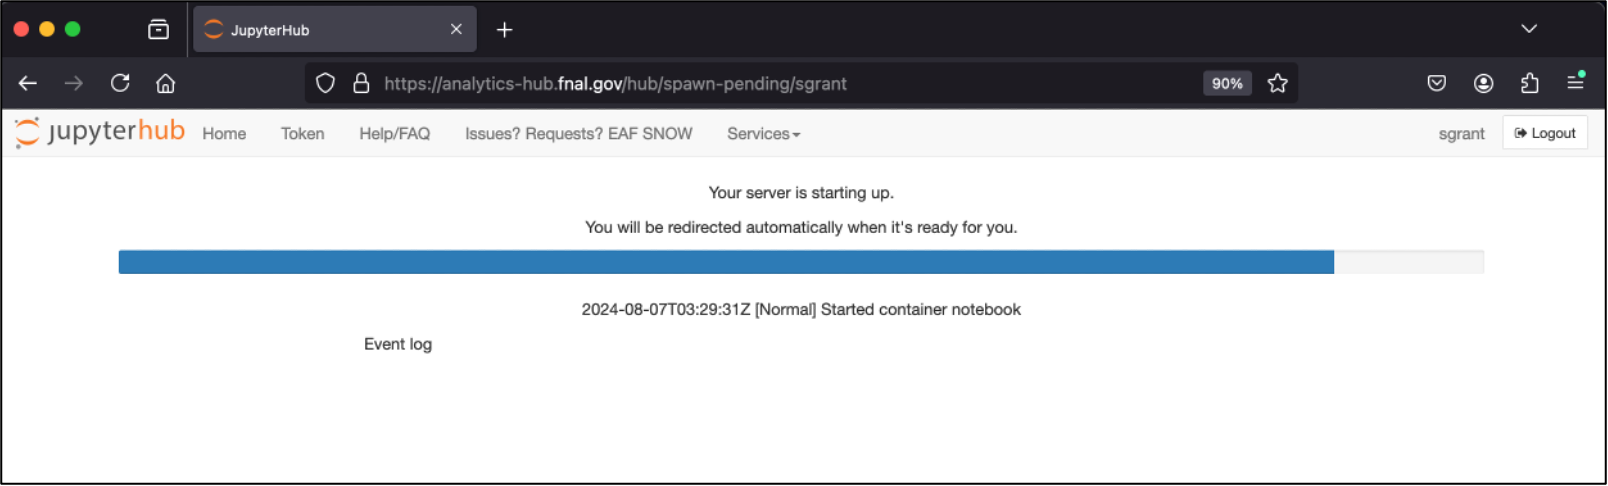 JupyterHub
https://analytics-hub.fnal.gov/hub/spawn-pending/sgrant 90%
jupyterhub Home Token Help/FAQ Issues? Requests? EAF SNOW Services sgrant Logout
Your server is starting up.
You will be redirected automatically when it's ready for you.
2024-08-07T03:29:31Z [Normal] Started container notebook
Event log